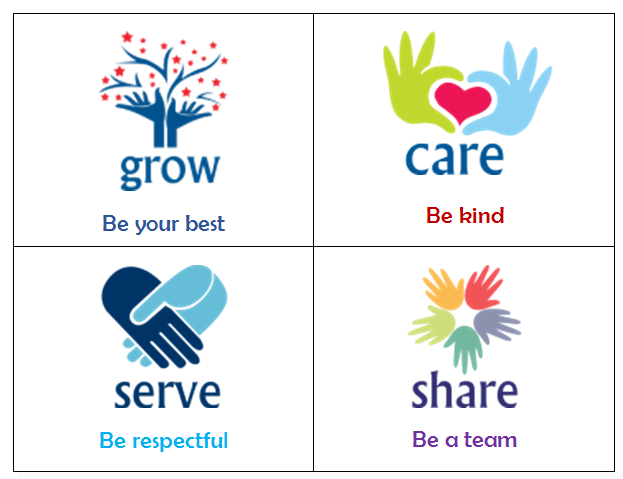 grow
Be your best
care
Be kind
serve
Be respectful
share
Be a team